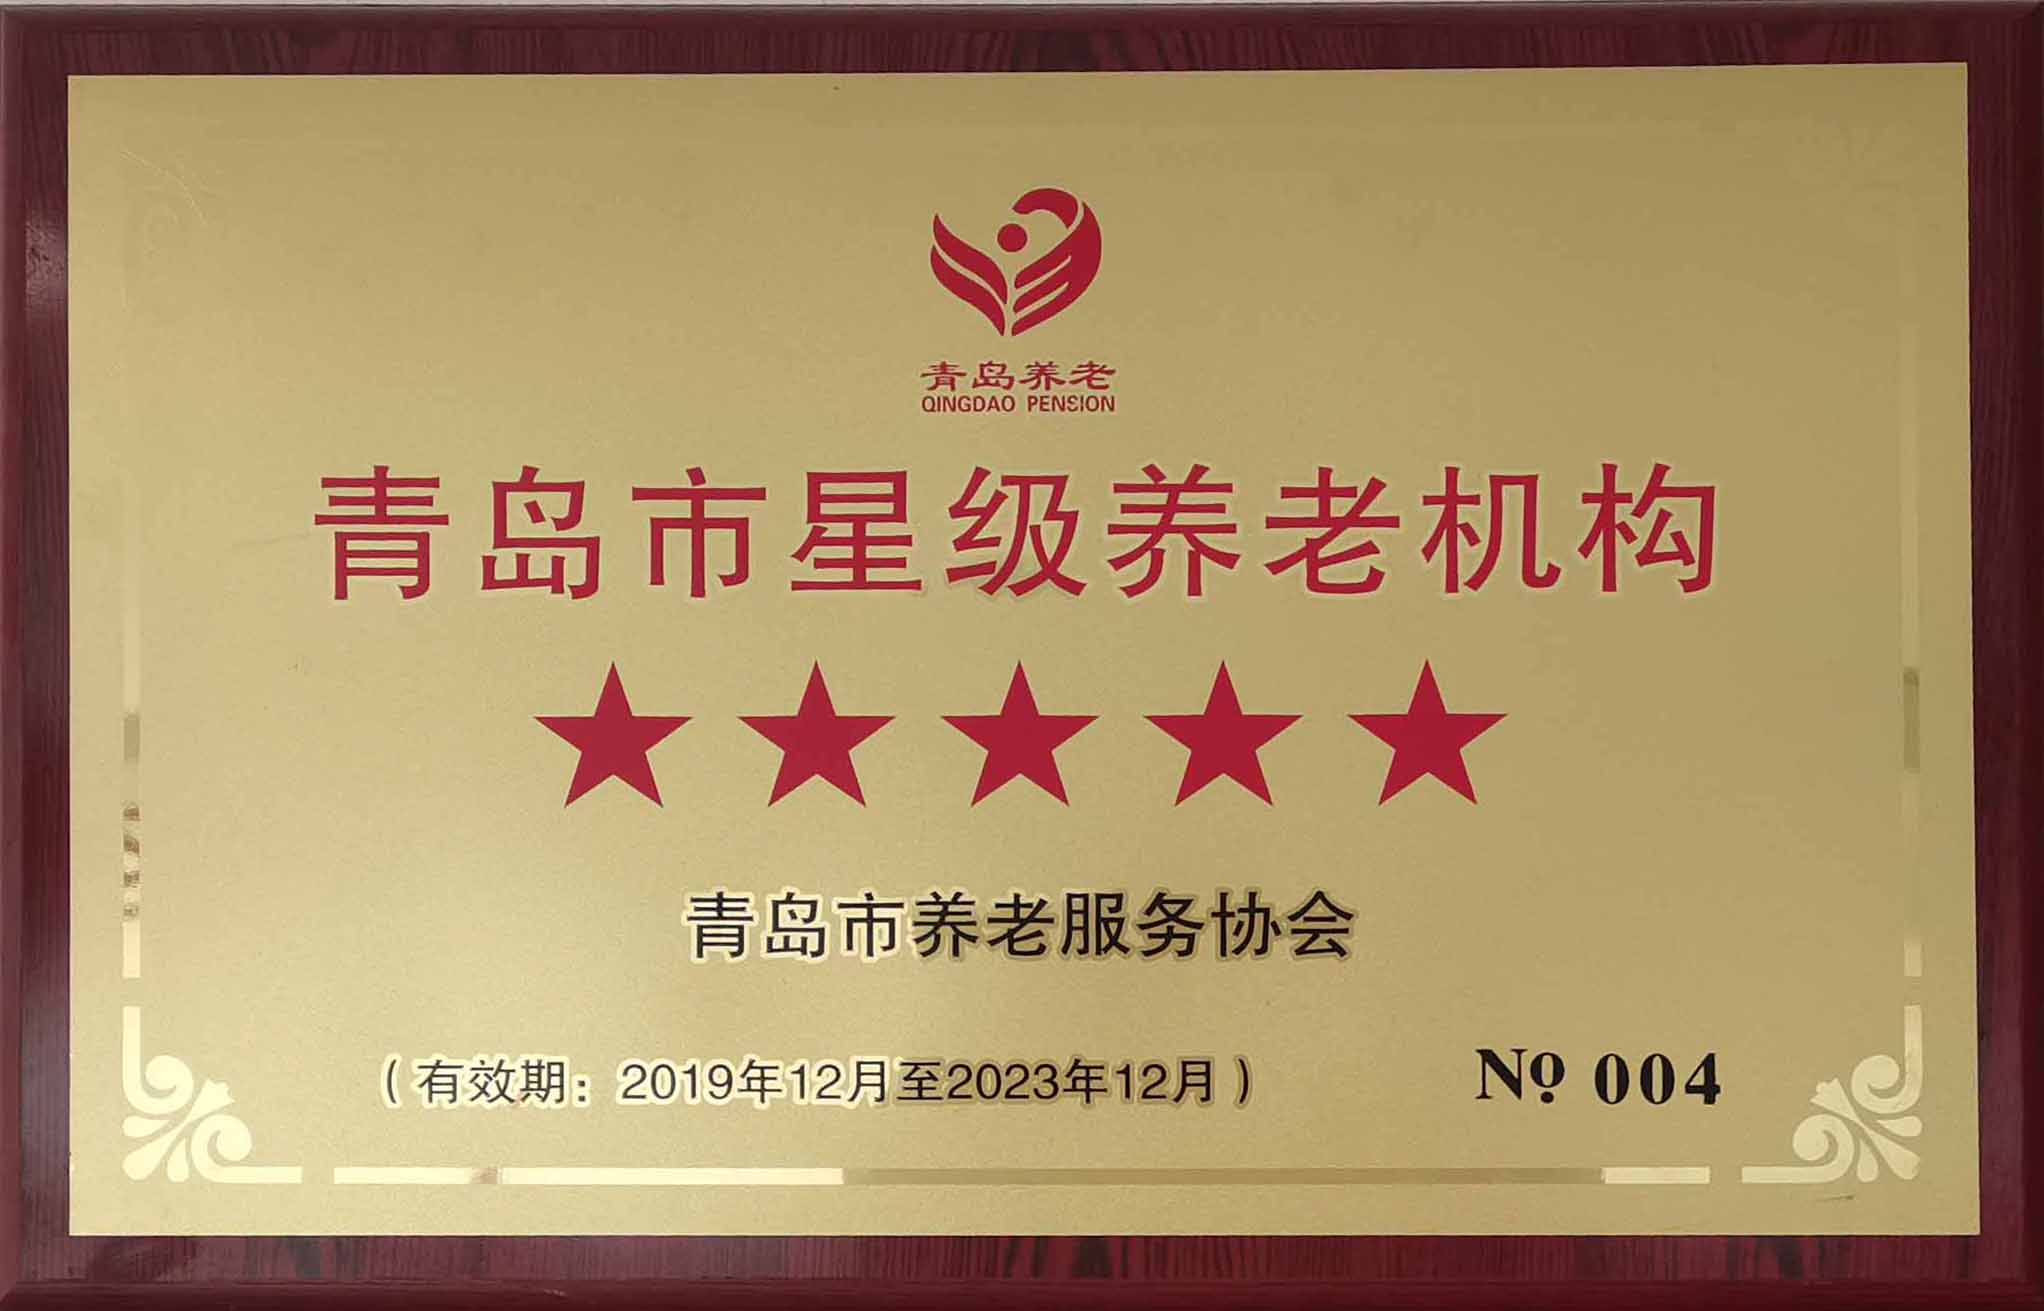 青岛养老
QINGDAO PENSION
青岛市星级养老机构
★★★★★
青岛市养老服务协会
（有效期：2019年12月至2023年12月） № 004